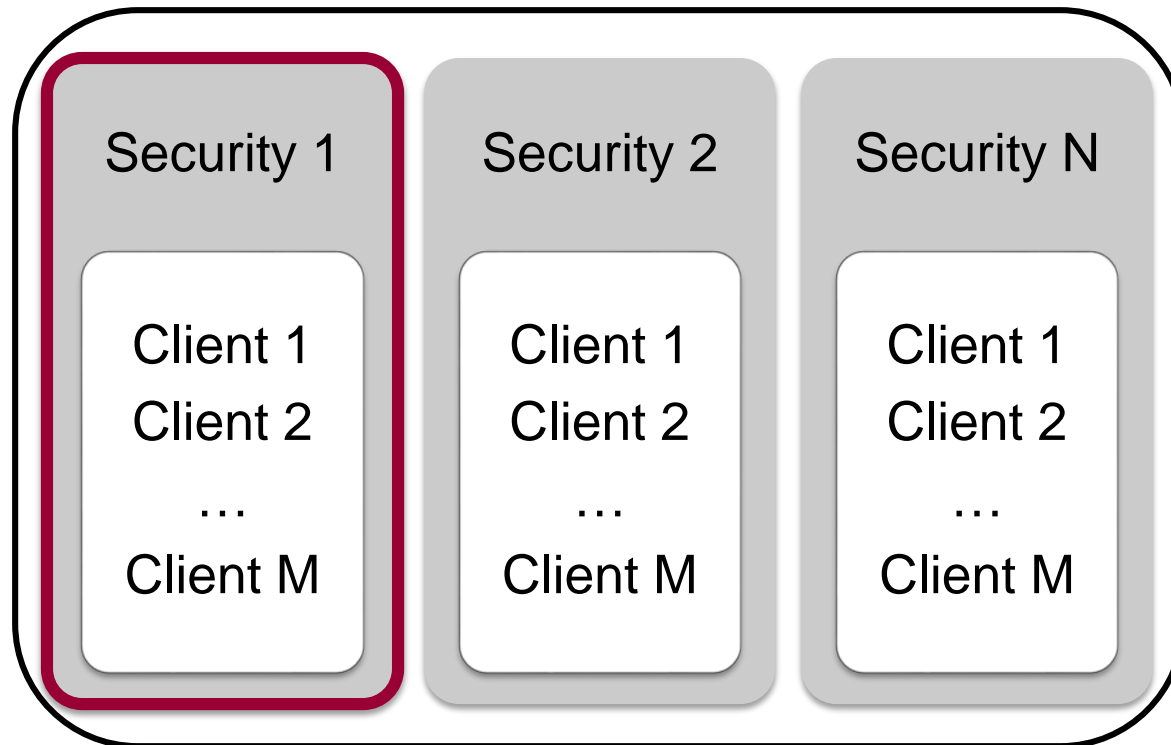 Security 1
Client 1
Client 2
…
Client M
Security 2
Client 1
Client 2
…
Client M
Security N
Client 1
Client 2
…
Client M